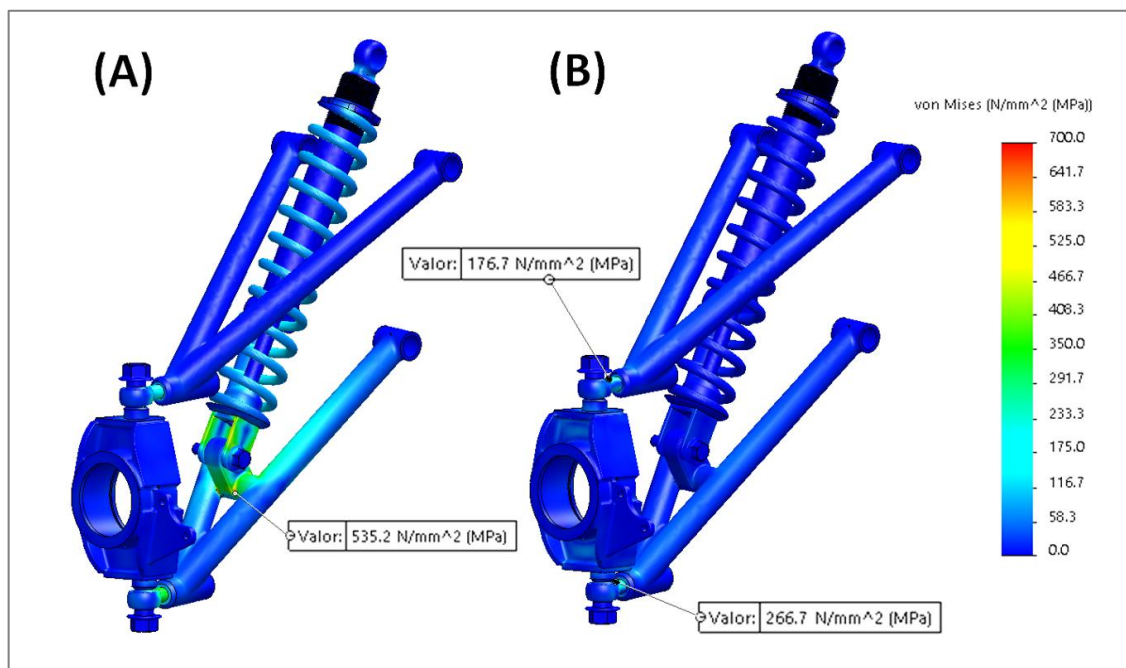 (A)
(B)
von Mises (N/mm^2 (MPa))
700.0
641.7
583.3
525.0
466.7
408.3
350.0
291.7
233.3
175.0
116.7
58.3
0.0
Valor: 176.7 N/mm^2 (MPa)
Valor: 535.2 N/mm^2 (MPa)
Valor: 266.7 N/mm^2 (MPa)